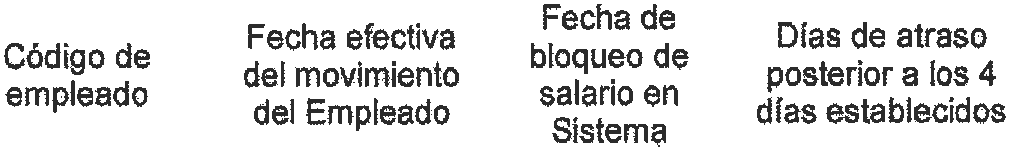 Código de
empleado
Fecha efectiva
del movimiento
del Empleado
Fecha de
bloqueo de
salario en
Sistema
Días de atraso
posterior a los 4
días establecidos